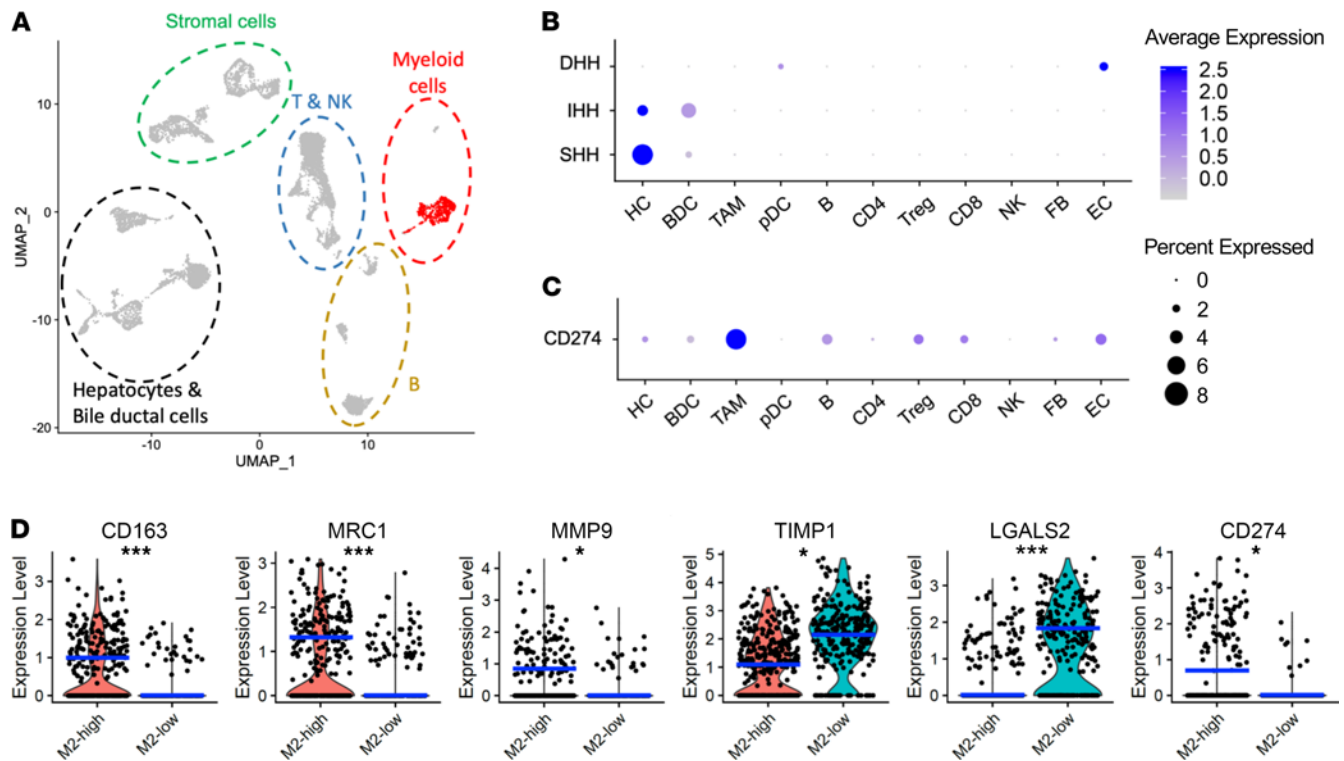 A
Stromal cells
Myeloid
cells
T & NK
B
Hepatocytes &
Bile ductal cells
10
0
-10
-20
UMAP_2
-10
0
10
UMAP_1
B
DHH
IHH
SHH
HC
BDC
TAM
pDC
B
CD4
Treg
CD8
NK
FB
EC
Average Expression
2.5
2.0
1.5
1.0
0.5
0.0
Percent Expressed
0
2
4
6
8
C
CD274
HC
BDC
TAM
pDC
B
CD4
Treg
CD8
NK
FB
EC
D
CD163
***
Expression Level
3
2
1
0
M2-high
M2-low
MRC1
***
Expression Level
3
2
1
0
M2-high
M2-low
MMP9
*
Expression Level
4
3
2
1
0
M2-high
M2-low
TIMP1
*
Expression Level
5
4
3
2
1
0
M2-high
M2-low
LGALS2
***
Expression Level
3
2
1
0
M2-high
M2-low
CD274
*
Expression Level
4
3
2
1
0
M2-high
M2-low